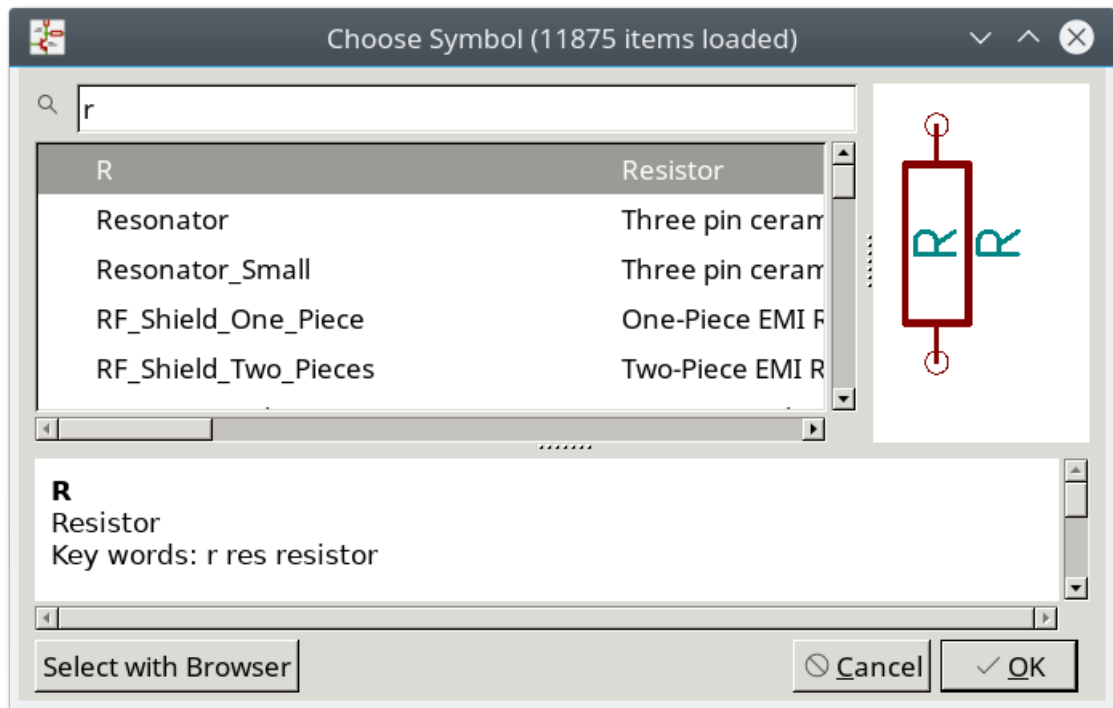 Choose Symbol (11875 items loaded)
r
R Resistor
Resonator Three pin ceram
Resonator_Small Three pin ceram
RF_Shield_One_Piece One-Piece EMI R
RF_Shield_Two_Pieces Two-Piece EMI R
R R
R
Resistor
Key words: r res resistor
Select with Browser Cancel OK